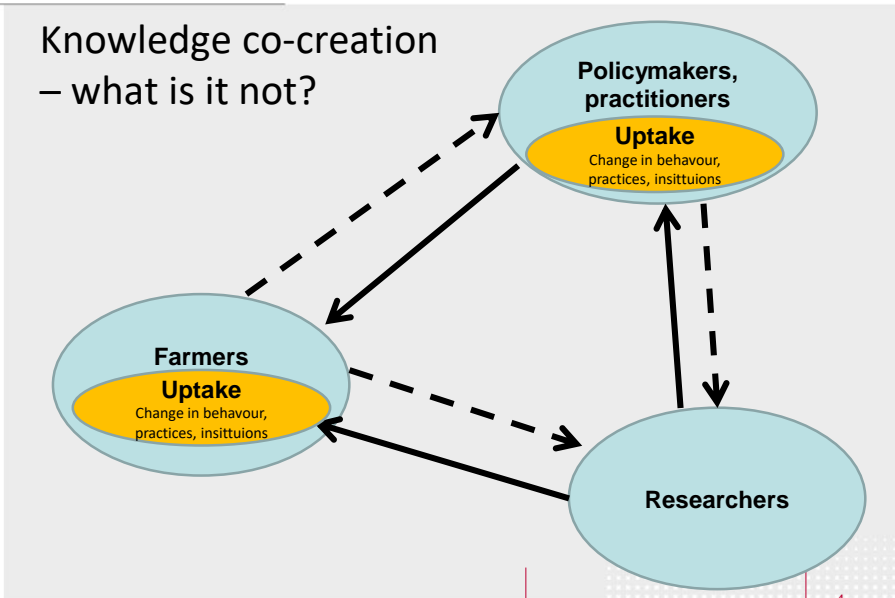 Knowledge co-creation
– what is it not?
Policymakers,
practitioners
Uptake
Change in behavour,
practices, insittuions
Farmers
Uptake
Change in behavour,
practices, insittuions
Researchers